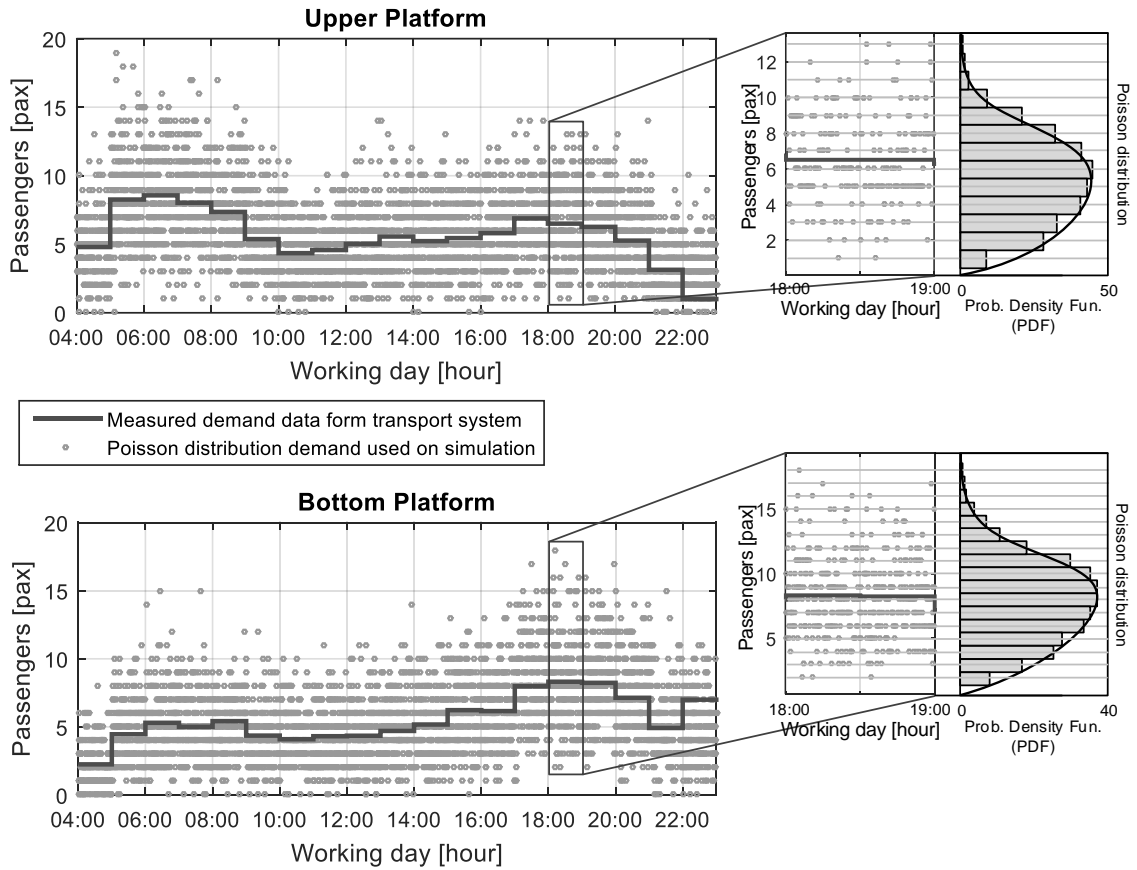 Upper Platform
Passengers [pax]
20
15
10
5
0
04:00 06:00 08:00 10:00 12:00 14:00 16:00 18:00 20:00 22:00
Working day [hour]
Passengers [pax]
12
10
8
6
4
2
18:00 19:00
Working day [hour]
0 50
Prob. Density Fun.
(PDF)
Poisson distribution
Measured demand data form transport system
Poisson distribution demand used on simulation
Bottom Platform
Passengers [pax]
20
15
10
5
0
04:00 06:00 08:00 10:00 12:00 14:00 16:00 18:00 20:00 22:00
Working day [hour]
Passengers [pax]
15
10
5
18:00 19:00
Working day [hour]
0 40
Prob. Density Fun.
(PDF)
Poisson distribution